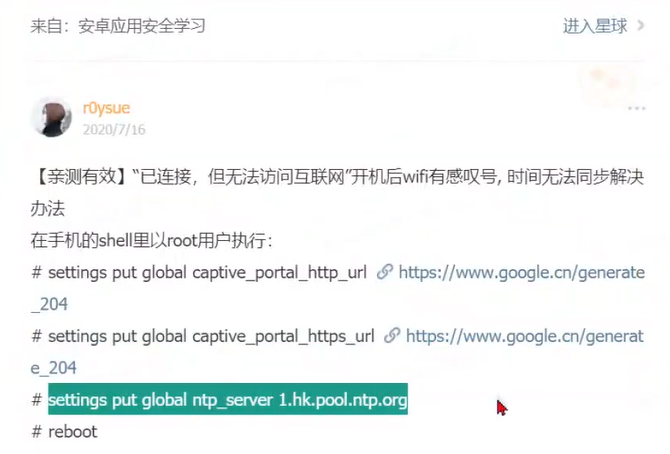 来自：安卓应用安全学习
进入星球
r0ysue
2020/7/16
【亲测有效】“已连接，但无法访问互联网”开机后wifi有感叹号, 时间无法同步解决
办法
在手机的shell里以root用户执行：
# settings put global captive_portal_http_url https://www.google.cn/generate
_204
# settings put global captive_portal_https_url https://www.google.cn/generat
e_204
# settings put global ntp_server 1.hk.pool.ntp.org
# reboot